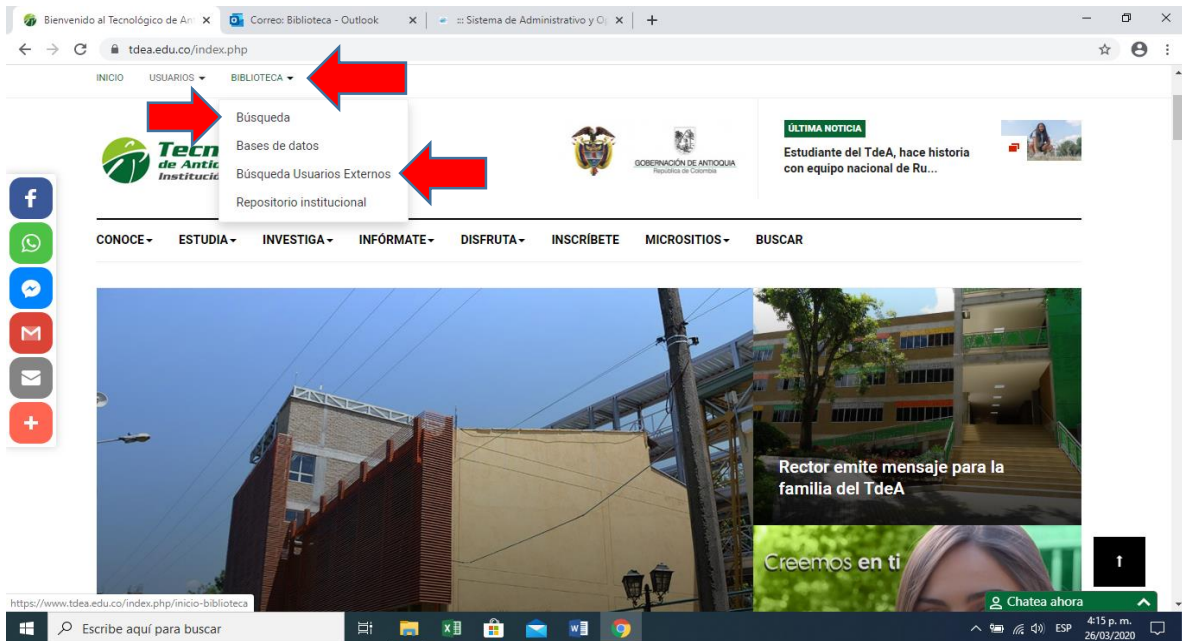 Bienvenido al Tecnológico de An
Correo: Biblioteca - Outlook
::: Sistema de Administrativo y O
tdea.edu.co/index.php
INICIO USUARIOS BIBLIOTECA
Búsqueda
Bases de datos
Búsqueda Usuarios Externos
Repositorio institucional
Tecn
de Antio
Institució
GOBERNACIÓN DE ANTIOQUIA
República de Colombia
ÚLTIMA NOTICIA
Estudiante del TdeA, hace historia
con equipo nacional de Ru...
CONOCE ESTUDIA INVESTIGA INFÓRMATE DISFRUTA INSCRÍBETE MICROSITIOS BUSCAR
Rector emite mensaje para la
familia del TdeA
Creemos en ti
Chatea ahora
https://www.tdea.edu.co/index.php/inicio-biblioteca
Escribe aquí para buscar
ESP
4:15 p. m.
26/03/2020